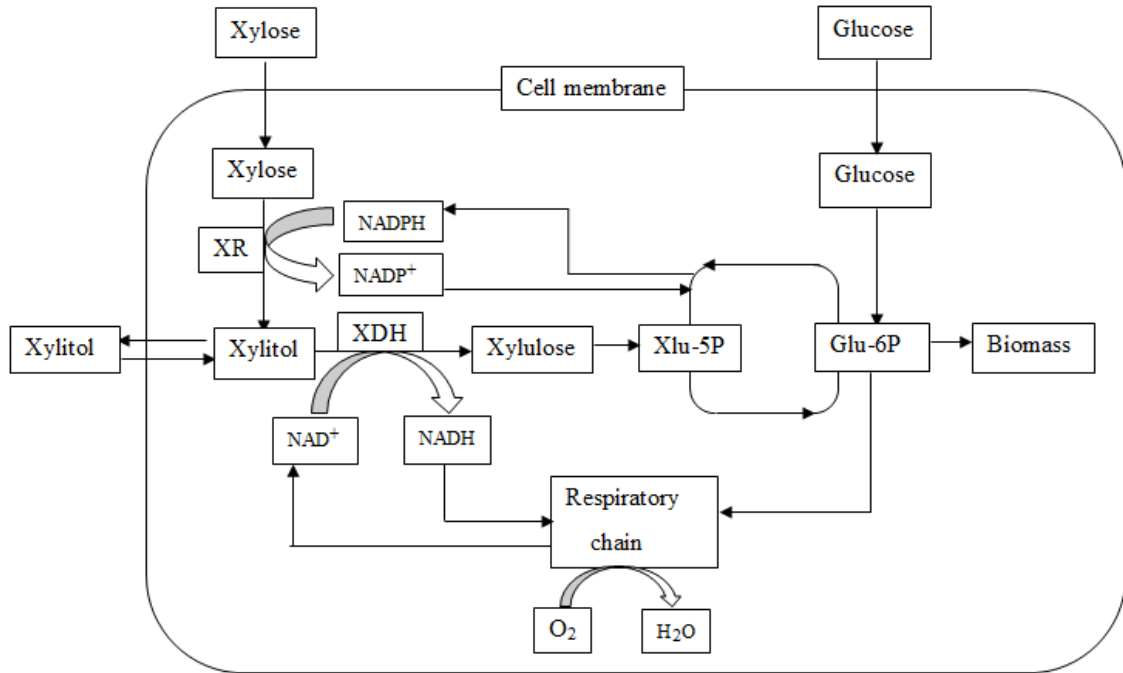 Xylose
Glucose
Cell membrane
Xylose
Glucose
NADPH
XR
NADP⁺
XDH
Xylitol
Xylitol
Xylulose
Xlu-5P
Glu-6P
Biomass
NAD⁺
NADH
Respiratory
chain
O₂
H₂O